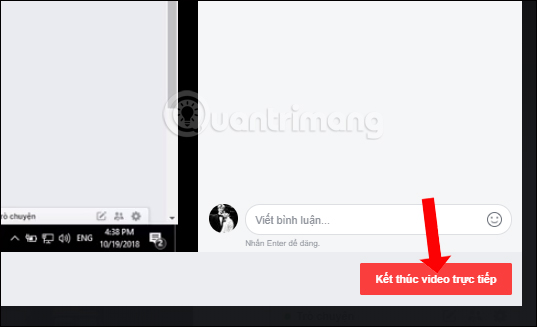 Quantrimang
Viết bình luận...
rò chuyện
Nhấn Enter để đăng.
4:38 PM
ENG
10/19/2018
2
Kết thúc video trực tiếp